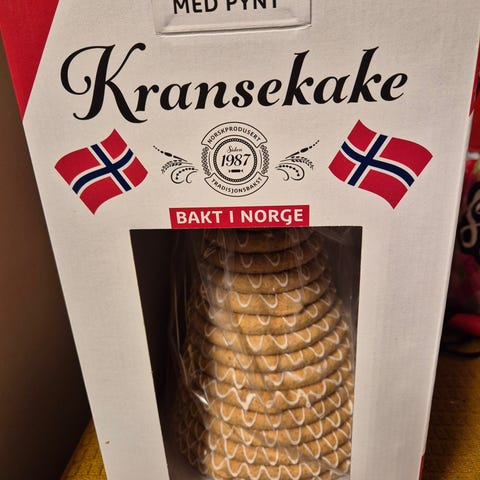 MED PYNT
Kransekake
NORSKPRODUSERT
Siden
1987
TRADISJONSBAKST
BAKT I NORGE